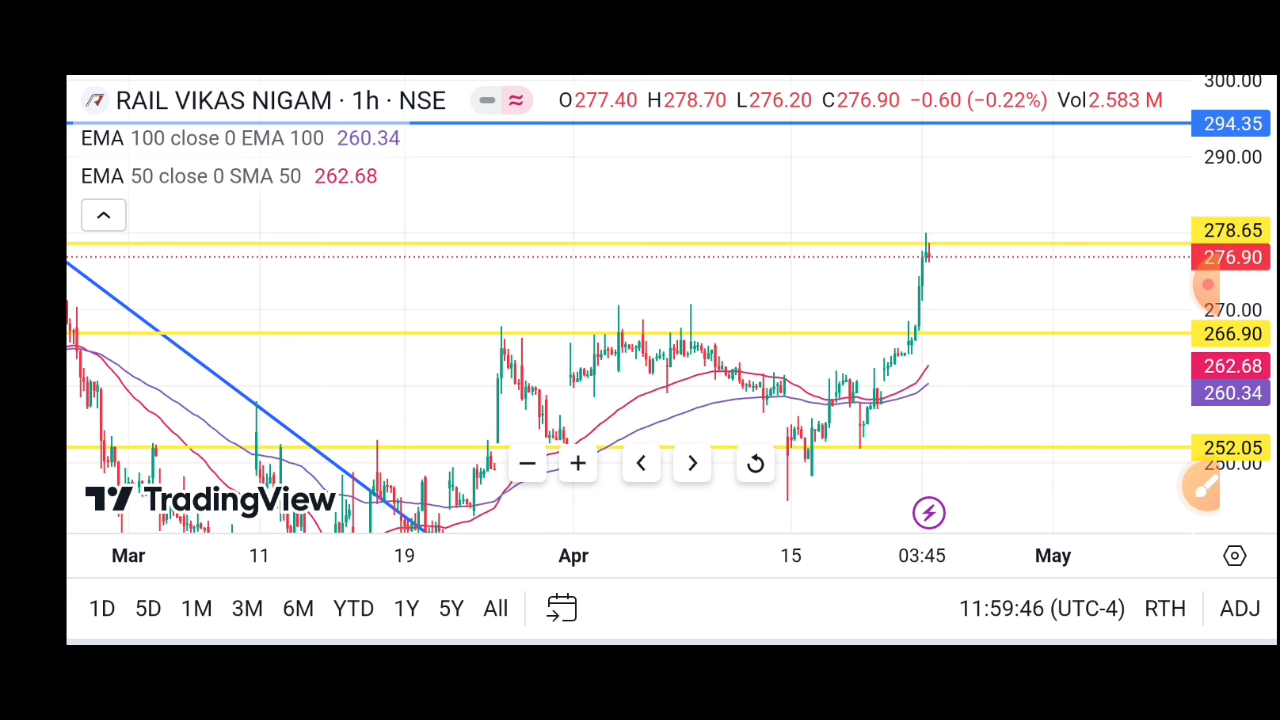 300.00
RAIL VIKAS NIGAM · 1h · NSE O277.40 H278.70 L276.20 C276.90 −0.60 (−0.22%) Vol2.583 M
294.35
EMA 100 close 0 EMA 100 260.34
290.00
EMA 50 close 0 SMA 50 262.68
278.65
276.90
270.00
266.90
262.68
260.34
252.05
250.00
TradingView
Mar 11 19 Apr 15 03:45 May
1D 5D 1M 3M 6M YTD 1Y 5Y All 11:59:46 (UTC-4) RTH ADJ